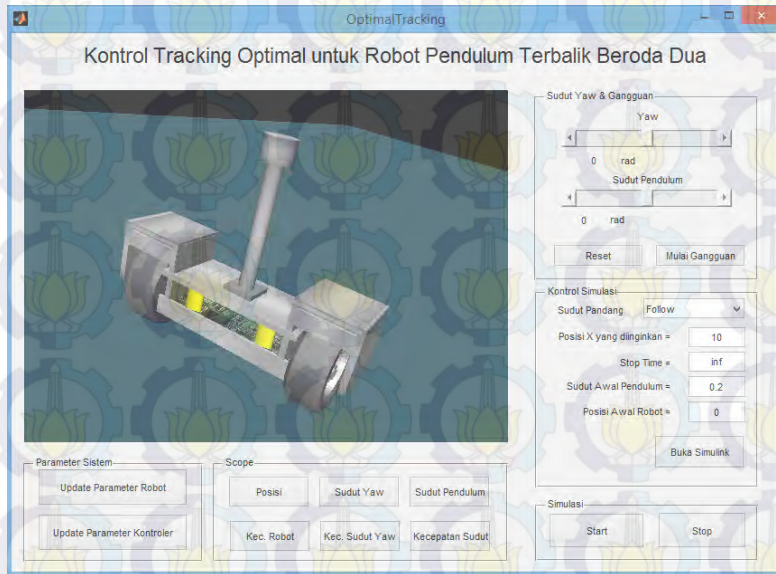 OptimalTracking
Kontrol Tracking Optimal untuk Robot Pendulum Terbalik Beroda Dua
Sudut Yaw & Gangguan
Yaw
0 rad
Sudut Pendulum
0 rad
Reset Mulai Gangguan
Kontrol Simulasi
Sudut Pandang Follow
Posisi X yang diinginkan = 10
Stop Time = inf
Sudut Awal Pendulum = 0.2
Posisi Awal Robot = 0
Buka Simulink
Parameter Sistem
Update Parameter Robot
Update Parameter Kontroler
Scope
Posisi Sudut Yaw Sudut Pendulum
Kec. Robot Kec. Sudut Yaw Kecepatan Sudut
Simulasi
Start Stop